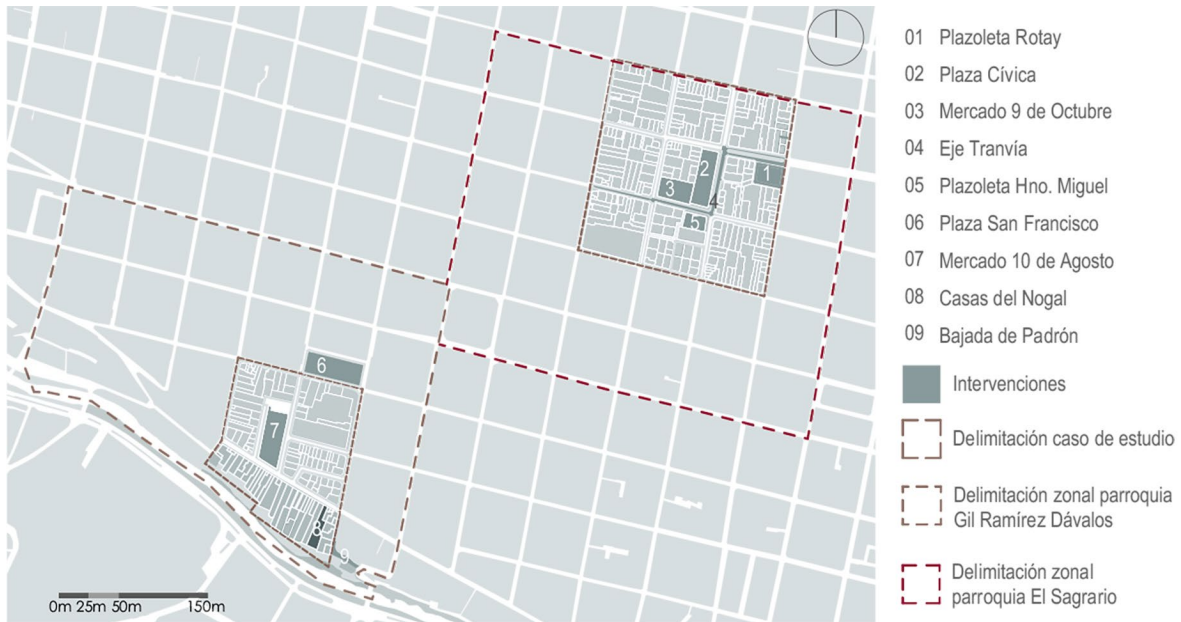 01 Plazoleta Rotay
02 Plaza Cívica
03 Mercado 9 de Octubre
04 Eje Tranvía
05 Plazoleta Hno. Miguel
06 Plaza San Francisco
07 Mercado 10 de Agosto
08 Casas del Nogal
09 Bajada de Padrón
Intervenciones
Delimitación caso de estudio
Delimitación zonal parroquia
Gil Ramírez Dávalos
Delimitación zonal
parroquia El Sagrario
2
1
3
4
5
6
7
8
9
0m 25m 50m 150m